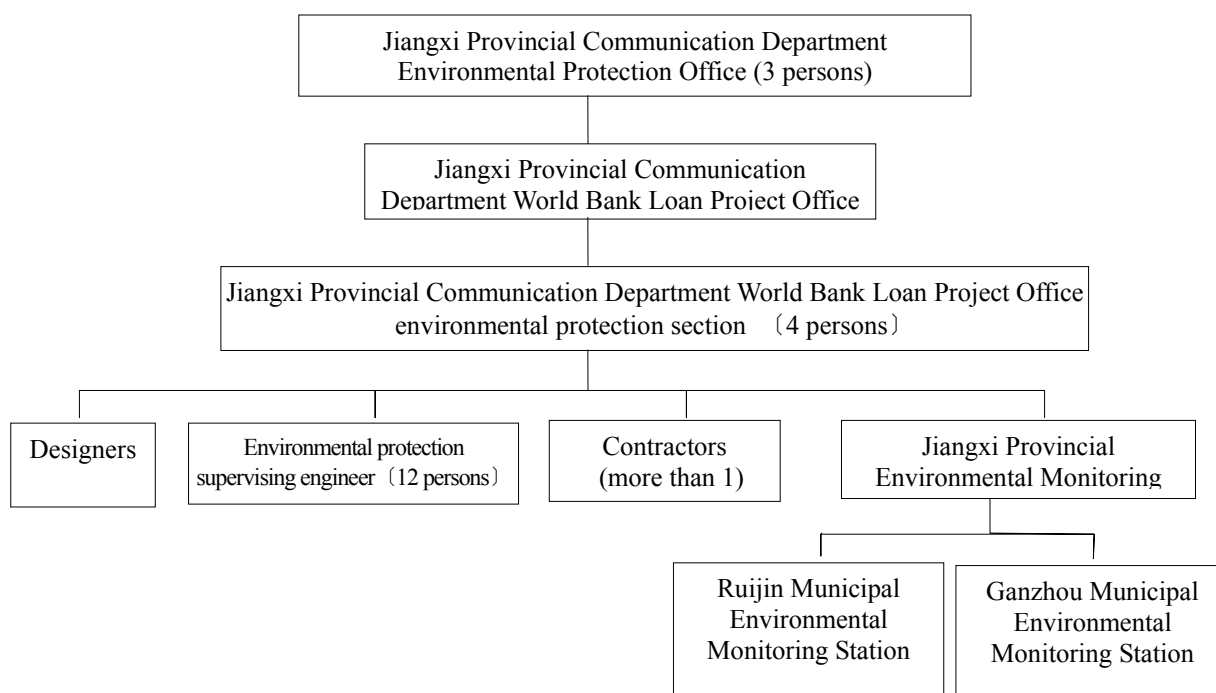 Jiangxi Provincial Communication Department
Environmental Protection Office (3 persons)
Jiangxi Provincial Communication
Department World Bank Loan Project Office
Jiangxi Provincial Communication Department World Bank Loan Project Office
environmental protection section 〔4 persons〕
Designers
Environmental protection
supervising engineer〔12 persons〕
Contractors
(more than 1)
Jiangxi Provincial
Environmental Monitoring
Ruijin Municipal
Environmental
Monitoring Station
Ganzhou Municipal
Environmental
Monitoring Station